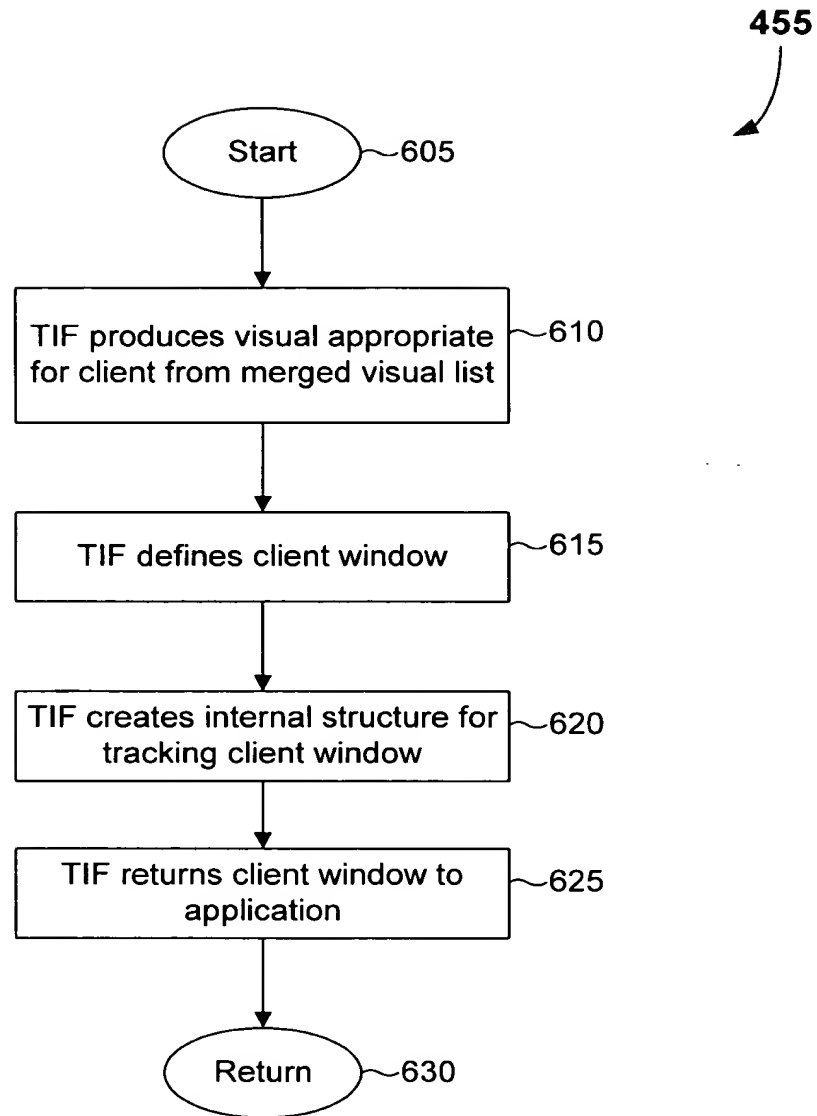 455
Start
605
TIF produces visual appropriate
for client from merged visual list
610
TIF defines client window
615
TIF creates internal structure for
tracking client window
620
TIF returns client window to
application
625
Return
630